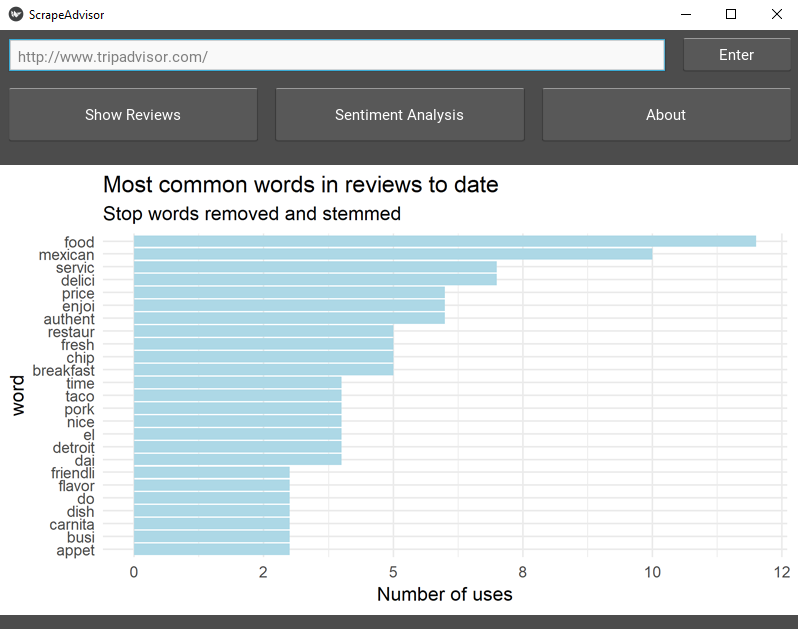 ScrapeAdvisor
http://www.tripadvisor.com/
Enter
Show Reviews
Sentiment Analysis
About
Most common words in reviews to date
Stop words removed and stemmed
food
mexican
servic
delici
price
enjoi
authent
restaur
fresh
chip
breakfast
time
taco
pork
nice
el
detroit
dai
friendli
flavor
do
dish
carnita
busi
appet
word
0 2 5 8 10 12
Number of uses